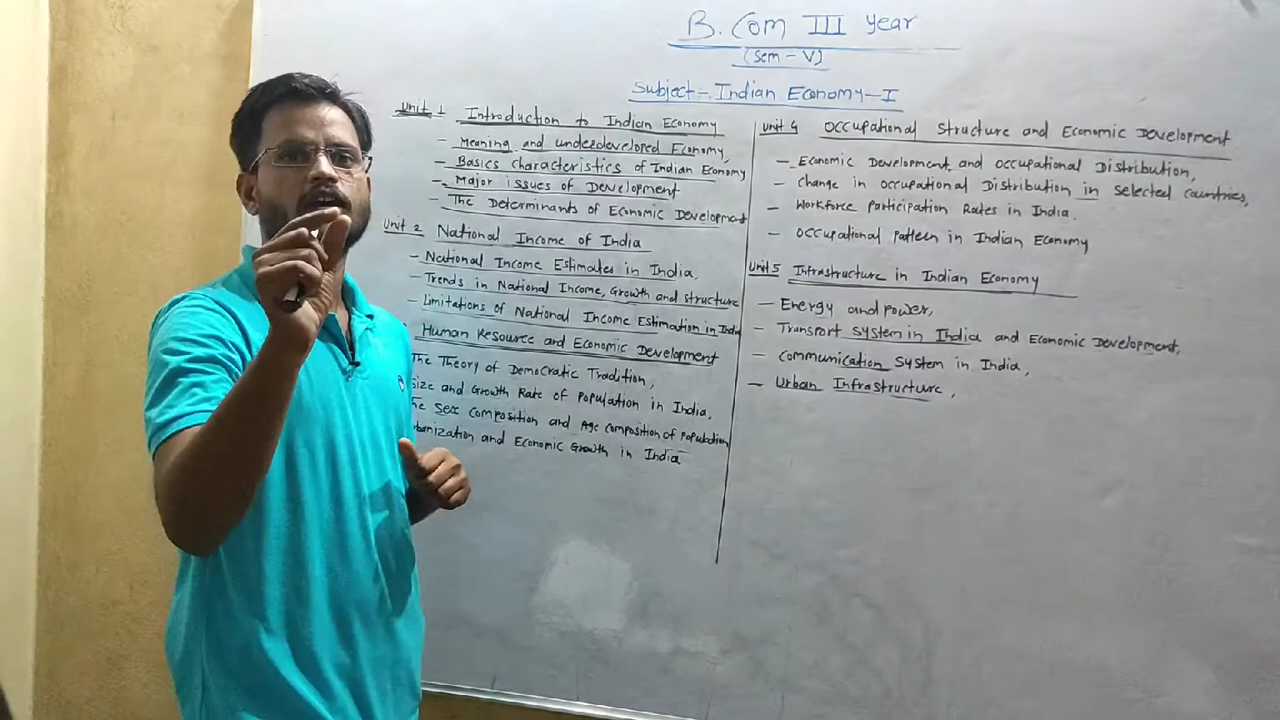 B. Com III year
(Sem - V)
Subject:- Indian Economy - I
Unit 1 Introduction to Indian Economy
- Meaning and underdeveloped Economy,
- Basics characteristics of Indian Economy
- Major issues of Development
- The Determinants of Economic Development
Unit 2 National Income of India
- National Income Estimates in India,
- Trends in National Income, Growth and structure
- Limitations of National Income Estimation in India
Human Resource and Economic Development
The Theory of Democratic Tradition,
Size and Growth Rate of Population in India,
The Sex Composition and Age Composition of Population
and Economic Growth in India
Unit 4 Occupational Structure and Economic Development
- Economic Development and Occupational Distribution,
- Change in Occupational Distribution in selected Countries,
- Workforce Participation Rates in India.
- Occupational Patteen in Indian Economy
Unit 5 Infrastructure in Indian Economy
- Energy and Power,
- Transport System in India and Economic Development,
- Communication System in India,
- Urban Infrastructure,